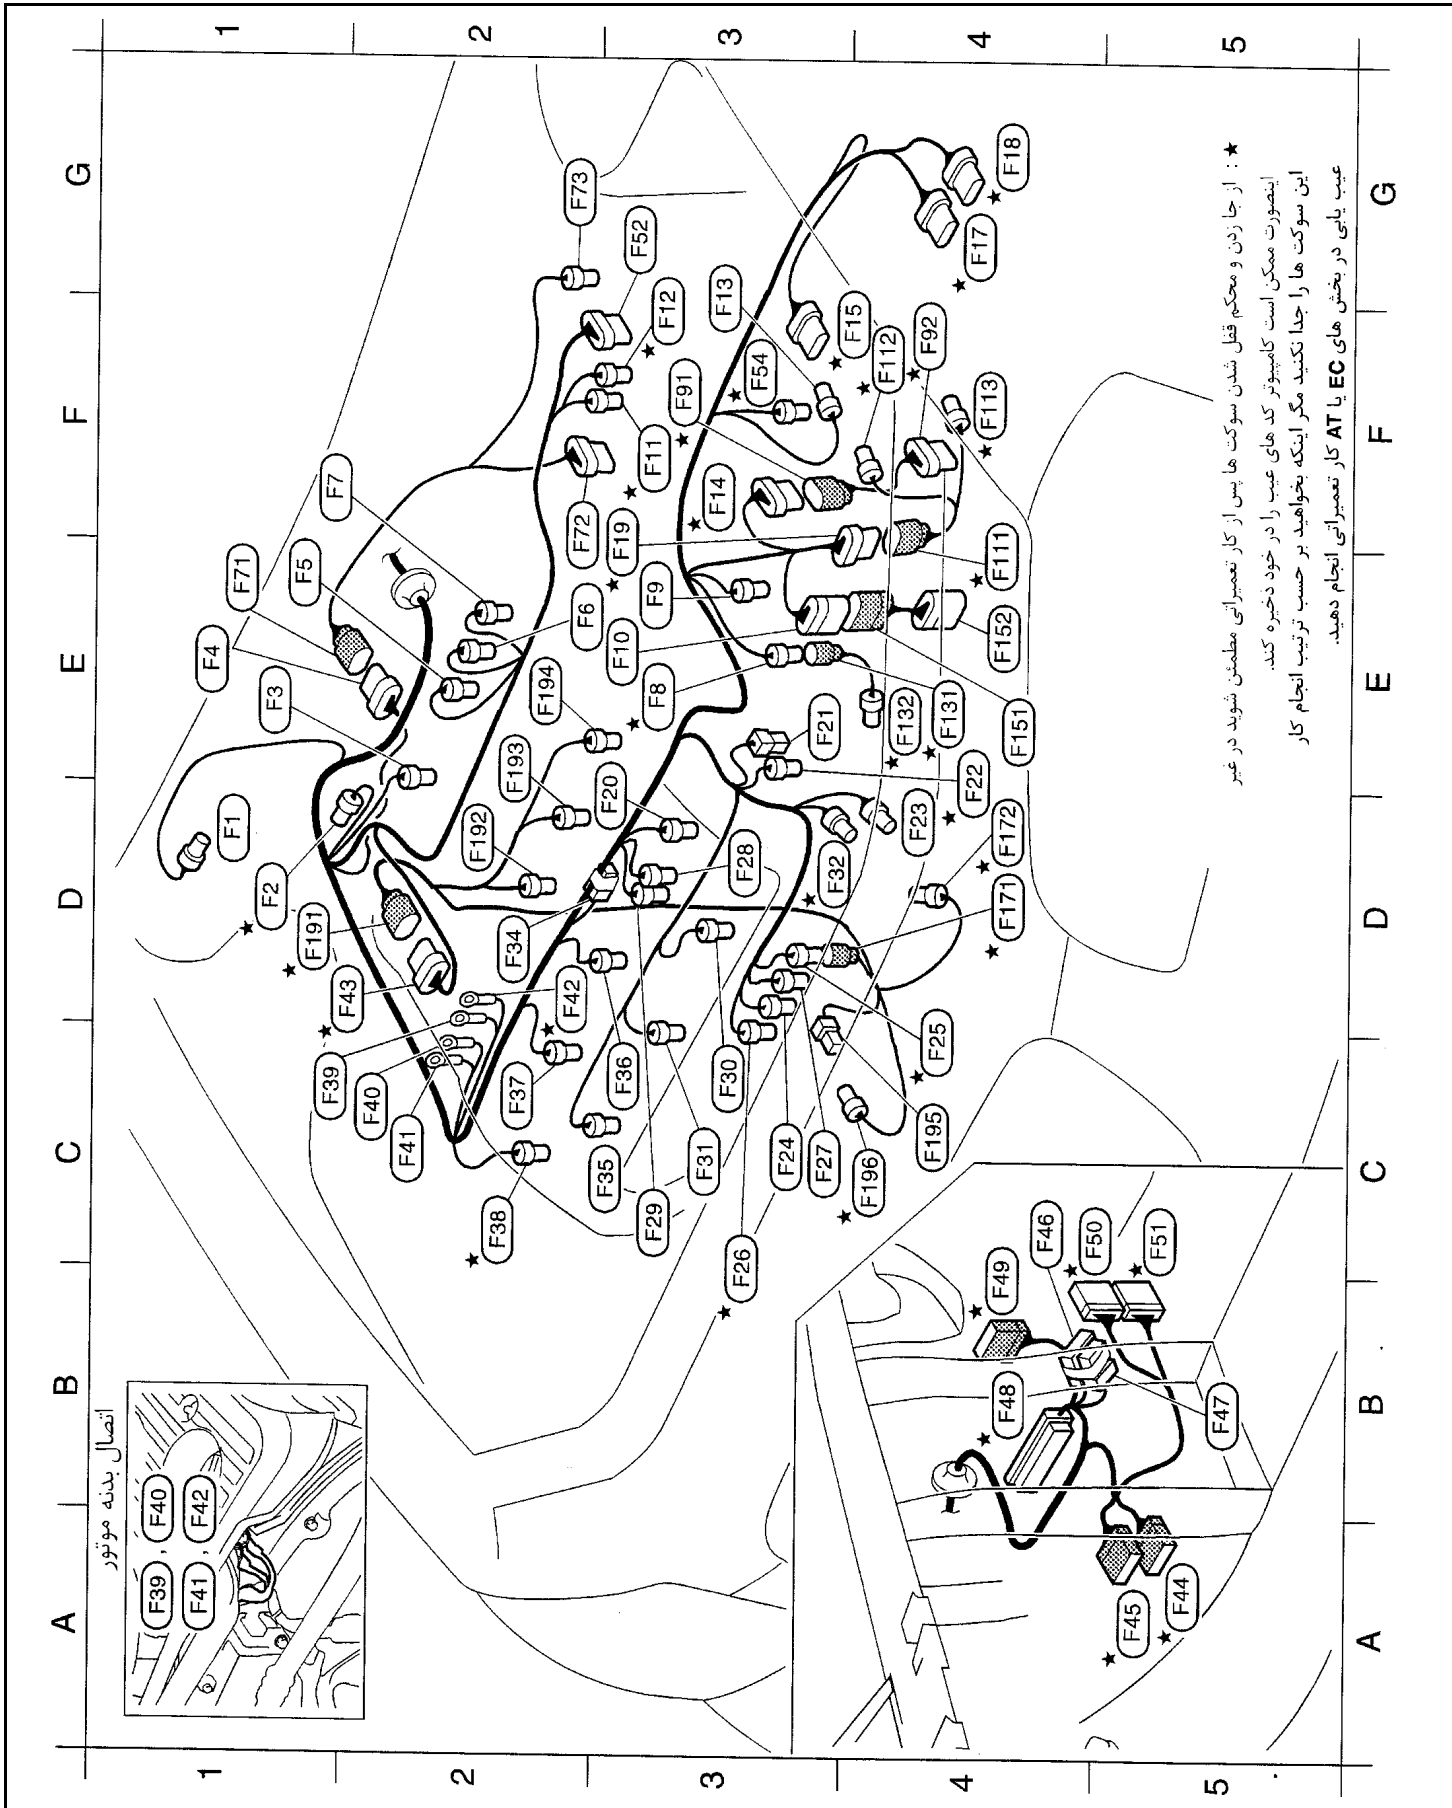 1
2
3
4
5
G
F
E
D
C
B
A
F73
F52
F12
F11
F7
F72
F71
F5
F4
F3
F6
F194
F193
F192
F1
F2
F191
F43
F34
F42
F39
F40
F41
F37
F38
F36
F35
F29
F31
F30
F28
F20
F8
F10
F9
F19
F14
F91
F54
F13
F15
F112
F92
F113
F17
F18
F111
F152
F151
F131
F132
F21
F22
F23
F32
F172
F171
F25
F195
F196
F27
F24
F26
F46
F50
F51
F49
F48
F47
F45
F44
اتصال بدنه موتور
F39 , F40
F41 , F42
★ : از جا زدن و محکم قفل شدن سوکت ها پس از کار تعمیراتی مطمئن شوید در غیر
اینصورت ممکن است کامپیوتر کد های عیب را در خود ذخیره کند.
این سوکت ها را جدا نکنید مگر اینکه بخواهید بر حسب ترتیب انجام کار
عیب یابی در بخش های EC یا AT کار تعمیراتی انجام دهید.
A
B
C
D
E
F
G
1
2
3
4
5